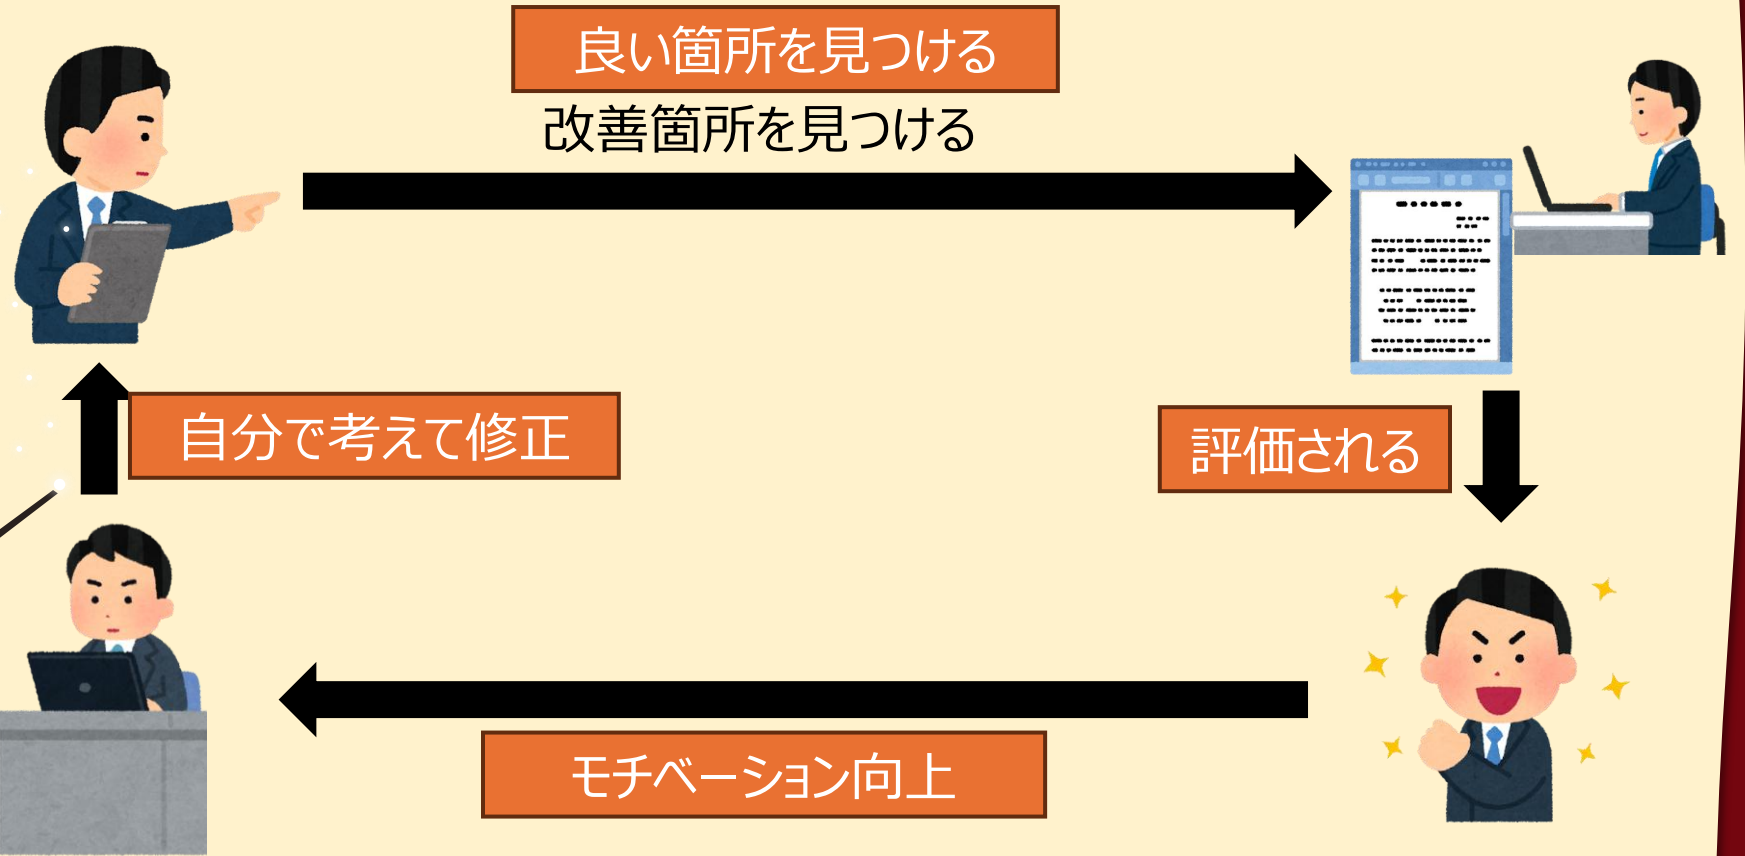 良い箇所を見つける
改善箇所を見つける
自分で考えて修正
評価される
モチベーション向上